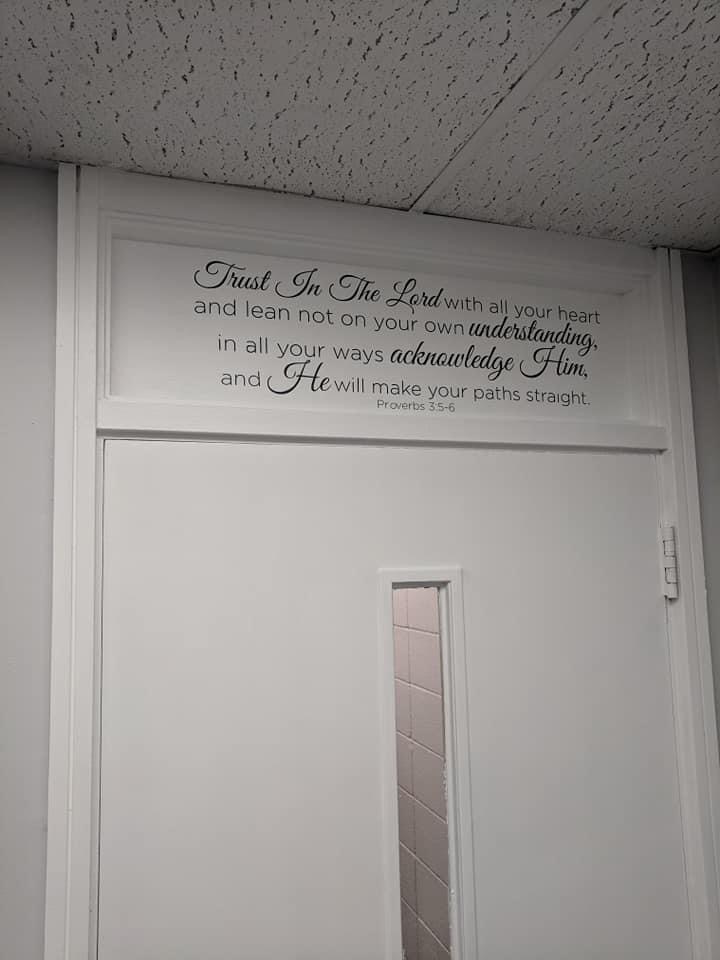 Trust In The Lord with all your heart
and lean not on your own understanding,
in all your ways acknowledge Him,
and He will make your paths straight.
Proverbs 3:5-6